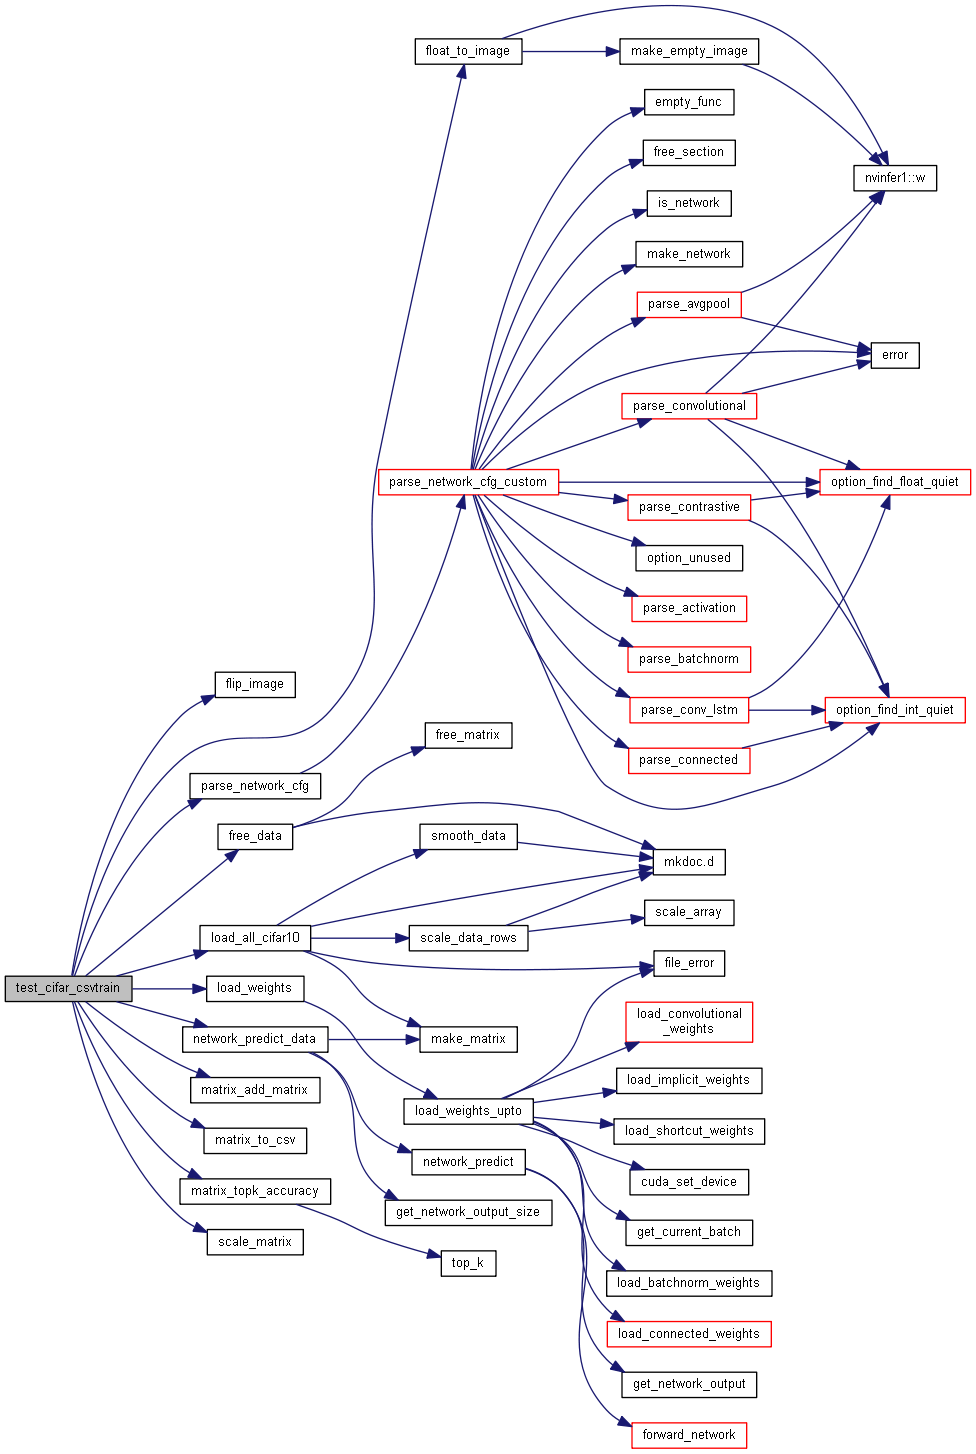 float_to_image
make_empty_image
empty_func
free_section
nvinfer1::w
is_network
make_network
parse_avgpool
error
parse_convolutional
parse_network_cfg_custom
option_find_float_quiet
parse_contrastive
option_unused
parse_activation
parse_batchnorm
flip_image
parse_conv_lstm
option_find_int_quiet
free_matrix
parse_connected
parse_network_cfg
free_data
smooth_data
mkdoc.d
scale_array
load_all_cifar10
scale_data_rows
file_error
test_cifar_csvtrain
load_weights
load_convolutional
_weights
network_predict_data
make_matrix
load_implicit_weights
matrix_add_matrix
load_weights_upto
load_shortcut_weights
matrix_to_csv
network_predict
cuda_set_device
matrix_topk_accuracy
get_network_output_size
get_current_batch
scale_matrix
top_k
load_batchnorm_weights
load_connected_weights
get_network_output
forward_network